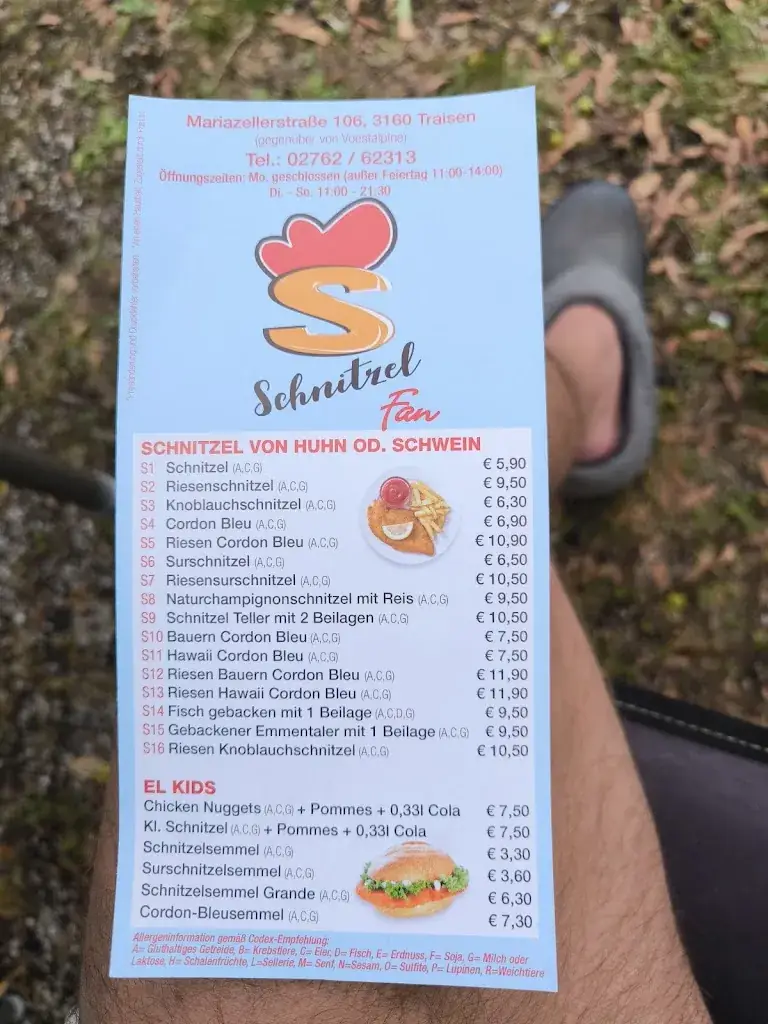 Mariazellerstraße 106, 3160 Traisen
(gegenüber von Voestalpine)
Tel.: 02762 / 62313
Öffnungszeiten: Mo. geschlossen (außer Feiertag 11:00-14:00)
Di. - So. 11:00 - 21:30
S
Schnitzel
Fan
SCHNITZEL VON HUHN OD. SCHWEIN
S1 Schnitzel (A,C,G) € 5,90
S2 Riesenschnitzel (A,C,G) € 9,50
S3 Knoblauchschnitzel (A,C,G) € 6,30
S4 Cordon Bleu (A,C,G) € 6,90
S5 Riesen Cordon Bleu (A,C,G) € 10,90
S6 Surschnitzel (A,C,G) € 6,50
S7 Riesensurschnitzel (A,C,G) € 10,50
S8 Naturchampignonschnitzel mit Reis (A,C,G) € 9,50
S9 Schnitzel Teller mit 2 Beilagen (A,C,G) € 10,50
S10 Bauern Cordon Bleu (A,C,G) € 7,50
S11 Hawaii Cordon Bleu (A,C,G) € 7,50
S12 Riesen Bauern Cordon Bleu (A,C,G) € 11,90
S13 Riesen Hawaii Cordon Bleu (A,C,G) € 11,90
S14 Fisch gebacken mit 1 Beilage (A,C,D,G) € 9,50
S15 Gebackener Emmentaler mit 1 Beilage (A,C,G) € 9,50
S16 Riesen Knoblauchschnitzel (A,C,G) € 10,50
EL KIDS
Chicken Nuggets (A,C,G) + Pommes + 0,33l Cola € 7,50
Kl. Schnitzel (A,C,G) + Pommes + 0,33l Cola € 7,50
Schnitzelsemmel (A,C,G) € 3,30
Surschnitzelsemmel (A,C,G) € 3,60
Schnitzelsemmel Grande (A,C,G) € 6,30
Cordon-Bleusemmel (A,C,G) € 7,30
Allergeninformation gemäß Codex-Empfehlung:
A= Gluthaltiges Getreide, B= Krebstiere, C= Eier, D= Fisch, E= Erdnuss, F= Soja, G= Milch oder
Laktose, H= Schalenfrüchte, L=Sellerie, M= Senf, N=Sesam, O= Sulfite, P= Lupinen, R=Weichtiere